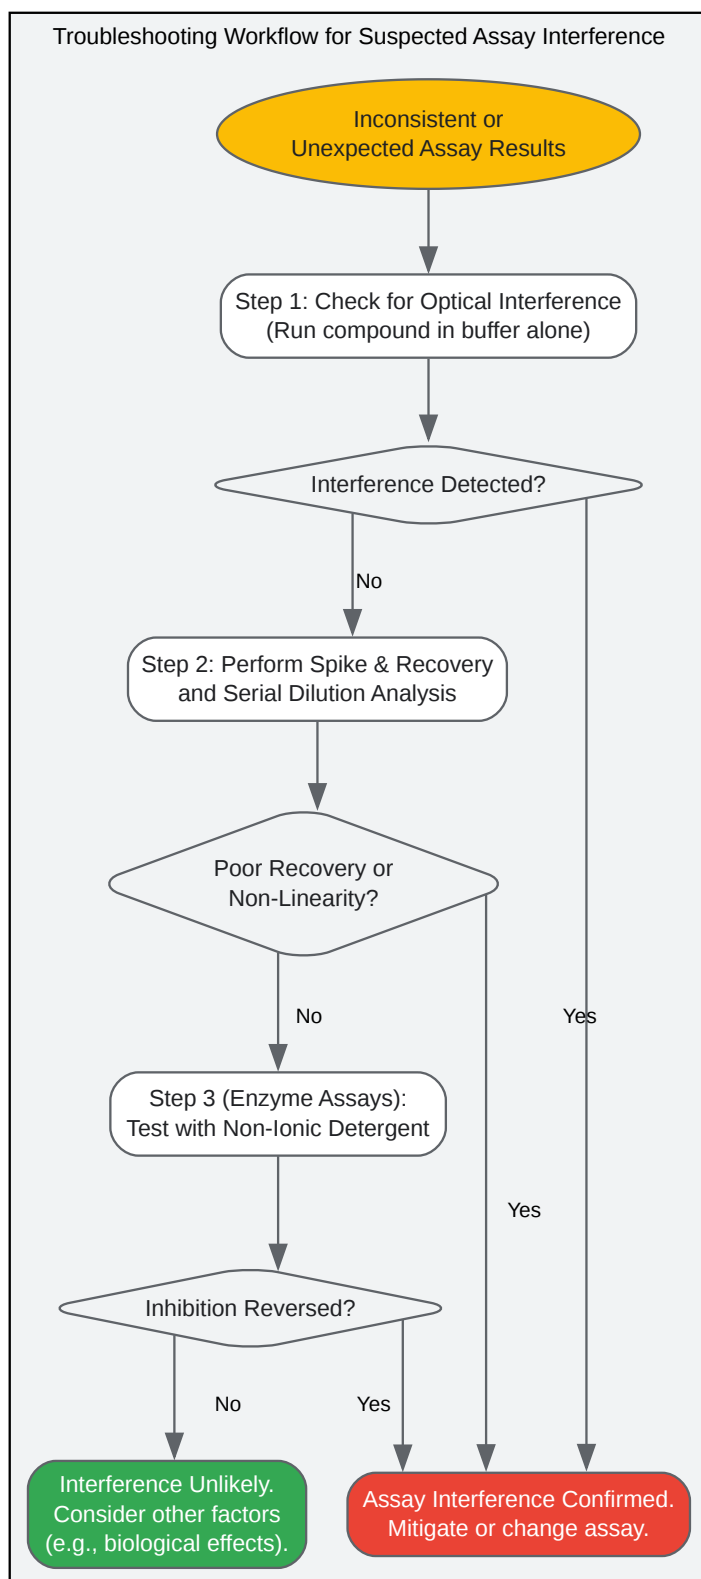 Troubleshooting Workflow for Suspected Assay Interference
Inconsistent or
Unexpected Assay Results
Step 1: Check for Optical Interference
(Run compound in buffer alone)
Interference Detected?
No
Step 2: Perform Spike & Recovery
and Serial Dilution Analysis
Poor Recovery or
Non-Linearity?
No
Yes
Step 3 (Enzyme Assays):
Test with Non-Ionic Detergent
Yes
Inhibition Reversed?
No
Yes
Interference Unlikely.
Consider other factors
(e.g., biological effects).
Assay Interference Confirmed.
Mitigate or change assay.